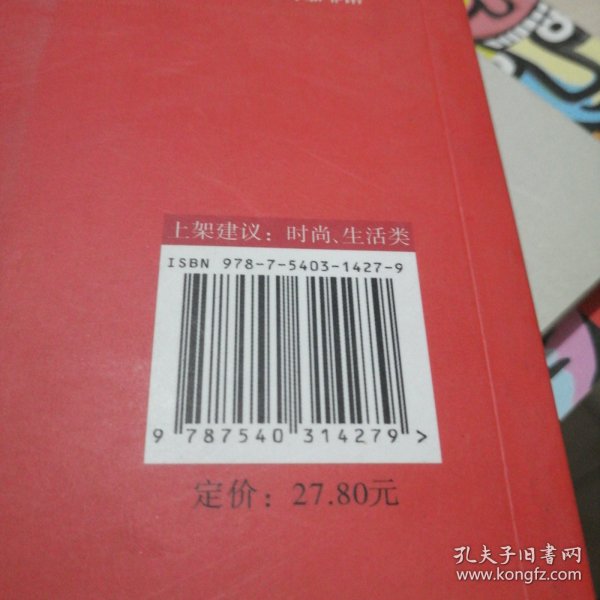 上架建议：时尚、生活类
ISBN 978-7-5403-1427-9
9 787540 314279>
定价：27.80元
孔夫子旧书网
www.kongfz.com